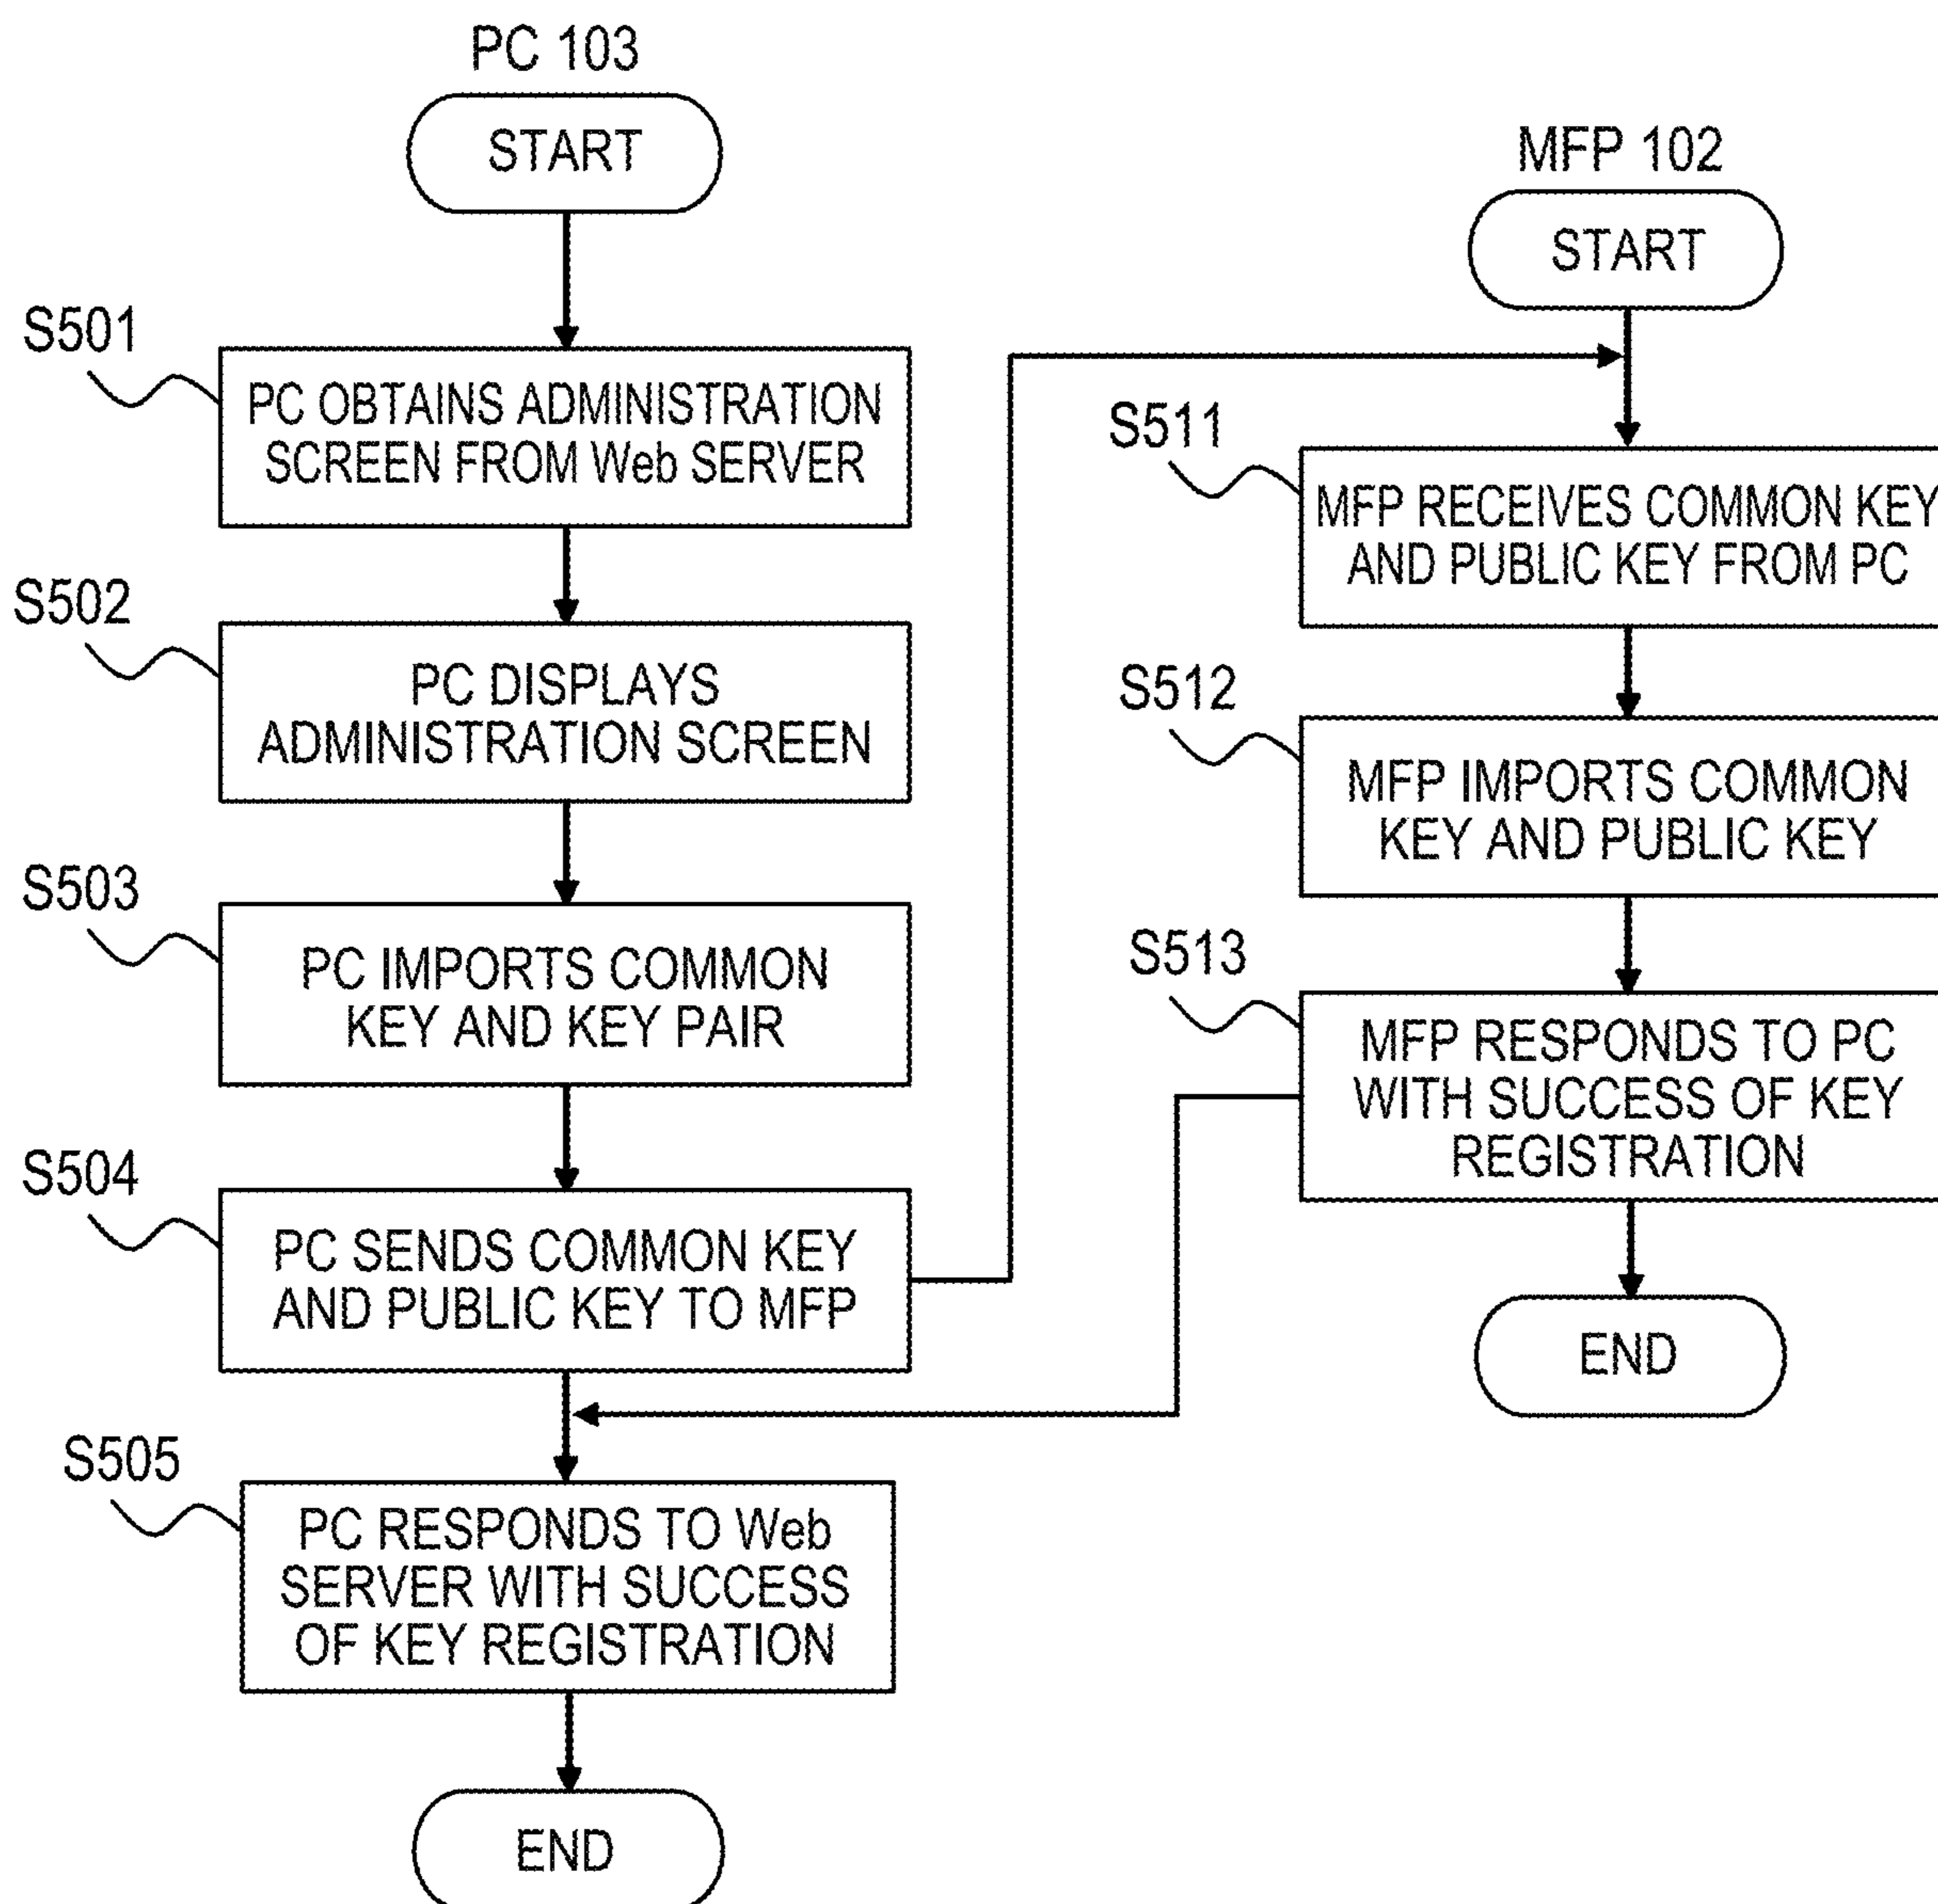 PC 103
START
S501
PC OBTAINS ADMINISTRATION
SCREEN FROM Web SERVER
S502
PC DISPLAYS
ADMINISTRATION SCREEN
S503
PC IMPORTS COMMON
KEY AND KEY PAIR
S504
PC SENDS COMMON KEY
AND PUBLIC KEY TO MFP
S505
PC RESPONDS TO Web
SERVER WITH SUCCESS
OF KEY REGISTRATION
END
MFP 102
START
S511
MFP RECEIVES COMMON KEY
AND PUBLIC KEY FROM PC
S512
MFP IMPORTS COMMON
KEY AND PUBLIC KEY
S513
MFP RESPONDS TO PC
WITH SUCCESS OF KEY
REGISTRATION
END